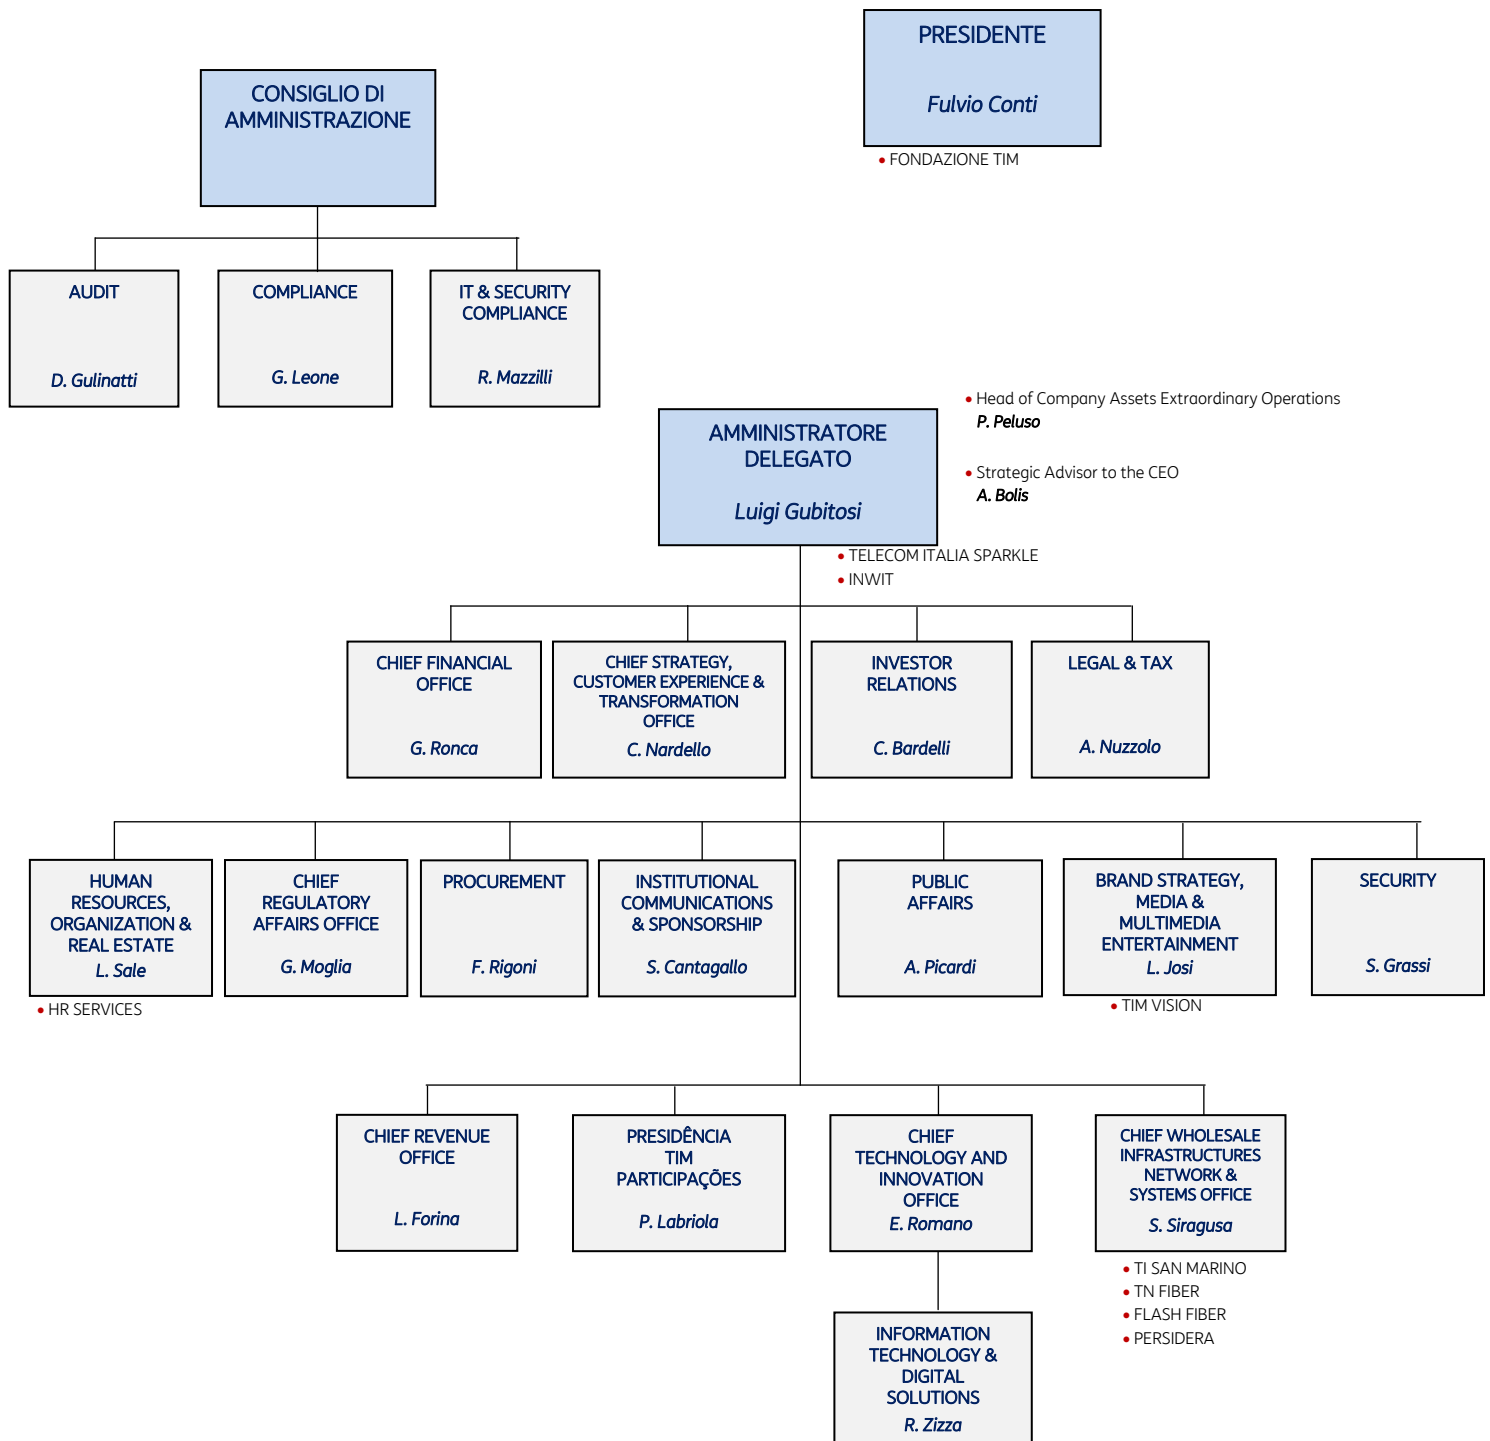 PRESIDENTE
Fulvio Conti
• FONDAZIONE TIM
CONSIGLIO DI
AMMINISTRAZIONE
AUDIT
D. Gulinatti
COMPLIANCE
G. Leone
IT & SECURITY
COMPLIANCE
R. Mazzilli
AMMINISTRATORE
DELEGATO
Luigi Gubitosi
• Head of Company Assets Extraordinary Operations
P. Peluso
• Strategic Advisor to the CEO
A. Bolis
• TELECOM ITALIA SPARKLE
• INWIT
CHIEF FINANCIAL
OFFICE
G. Ronca
CHIEF STRATEGY,
CUSTOMER EXPERIENCE &
TRANSFORMATION
OFFICE
C. Nardello
INVESTOR
RELATIONS
C. Bardelli
LEGAL & TAX
A. Nuzzolo
HUMAN
RESOURCES,
ORGANIZATION &
REAL ESTATE
L. Sale
• HR SERVICES
CHIEF
REGULATORY
AFFAIRS OFFICE
G. Moglia
PROCUREMENT
F. Rigoni
INSTITUTIONAL
COMMUNICATIONS
& SPONSORSHIP
S. Cantagallo
PUBLIC
AFFAIRS
A. Picardi
BRAND STRATEGY,
MEDIA &
MULTIMEDIA
ENTERTAINMENT
L. Josi
• TIM VISION
SECURITY
S. Grassi
CHIEF REVENUE
OFFICE
L. Forina
PRESIDÊNCIA
TIM
PARTICIPAÇÕES
P. Labriola
CHIEF
TECHNOLOGY AND
INNOVATION
OFFICE
E. Romano
CHIEF WHOLESALE
INFRASTRUCTURES
NETWORK &
SYSTEMS OFFICE
S. Siragusa
• TI SAN MARINO
• TN FIBER
• FLASH FIBER
• PERSIDERA
INFORMATION
TECHNOLOGY &
DIGITAL
SOLUTIONS
R. Zizza